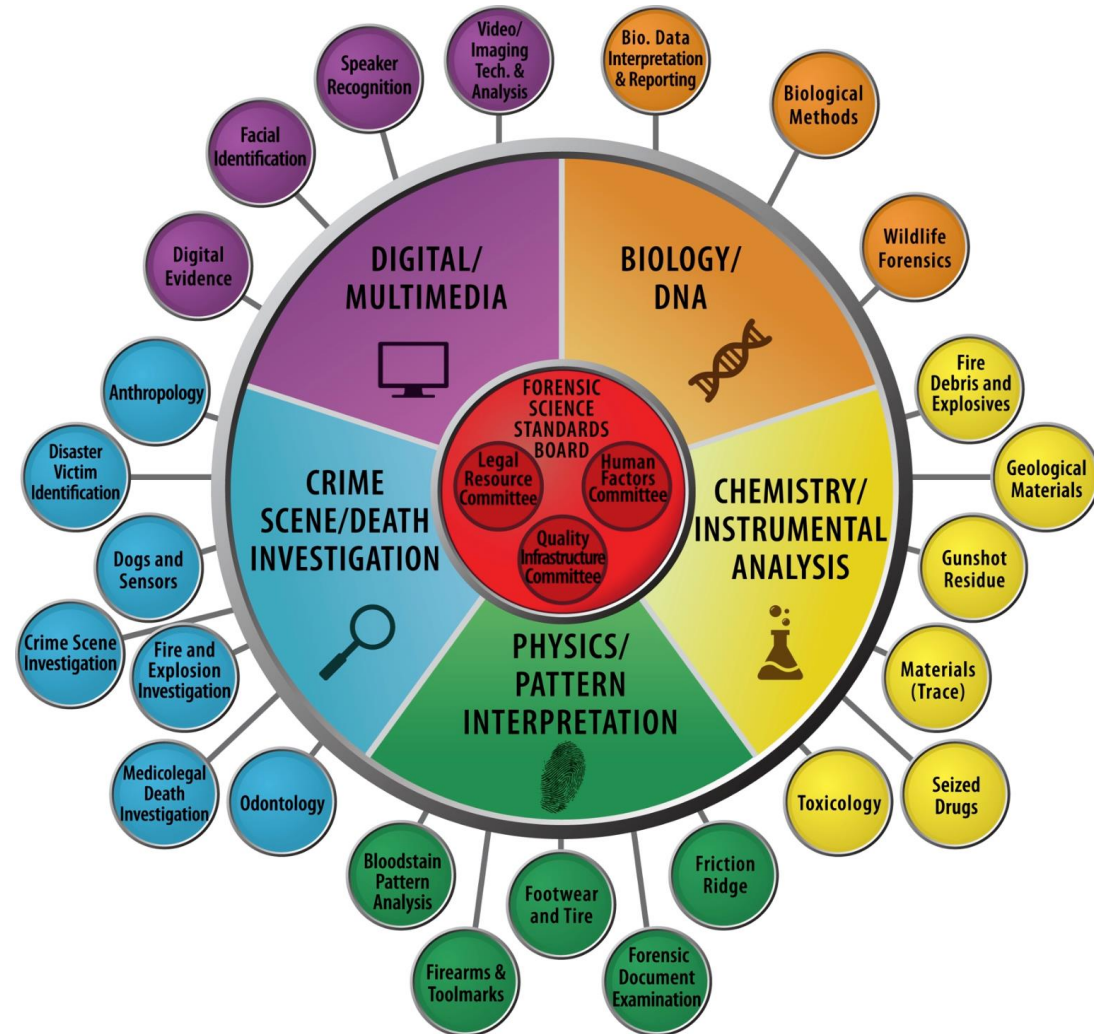 Video/
Imaging
Tech. &
Analysis
Bio. Data
Interpretation
& Reporting
Speaker
Recognition
Biological
Methods
Facial
Identification
Wildlife
Forensics
Digital
Evidence
DIGITAL/
MULTIMEDIA
BIOLOGY/
DNA
Anthropology
Fire
Debris and
Explosives
FORENSIC
SCIENCE
STANDARDS
BOARD
Legal
Resource
Committee
Human
Factors
Committee
Quality
Infrastructure
Committee
Disaster
Victim
Identification
Geological
Materials
CRIME
SCENE/DEATH
INVESTIGATION
CHEMISTRY/
INSTRUMENTAL
ANALYSIS
Dogs and
Sensors
Gunshot
Residue
Crime Scene
Investigation
Fire and
Explosion
Investigation
Materials
(Trace)
PHYSICS/
PATTERN
INTERPRETATION
Medicolegal
Death
Investigation
Odontology
Toxicology
Seized
Drugs
Bloodstain
Pattern
Analysis
Footwear
and Tire
Friction
Ridge
Firearms &
Toolmarks
Forensic
Document
Examination